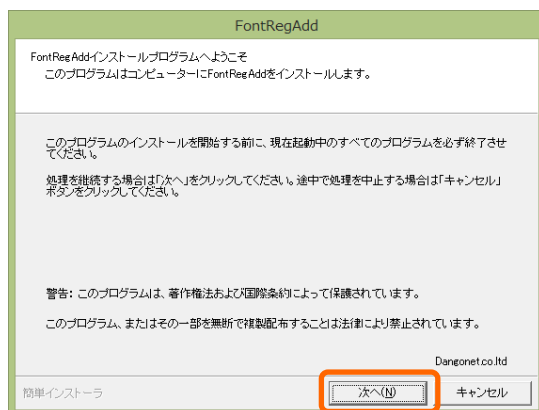 FontRegAdd
FontRegAddインストールプログラムへようこそ
このプログラムはコンピューターにFontRegAddをインストールします。
このプログラムのインストールを開始する前に、現在起動中のすべてのプログラムを必ず終了させ
てください。
処理を継続する場合は「次へ」をクリックしてください。途中で処理を中止する場合は「キャンセル」
ボタンをクリックしてください。
警告: このプログラムは、著作権法および国際条約によって保護されています。
このプログラム、またはその一部を無断で複製配布することは法律により禁止されています。
Dangonet.co.ltd
簡単インストーラ
次へ(N)
キャンセル